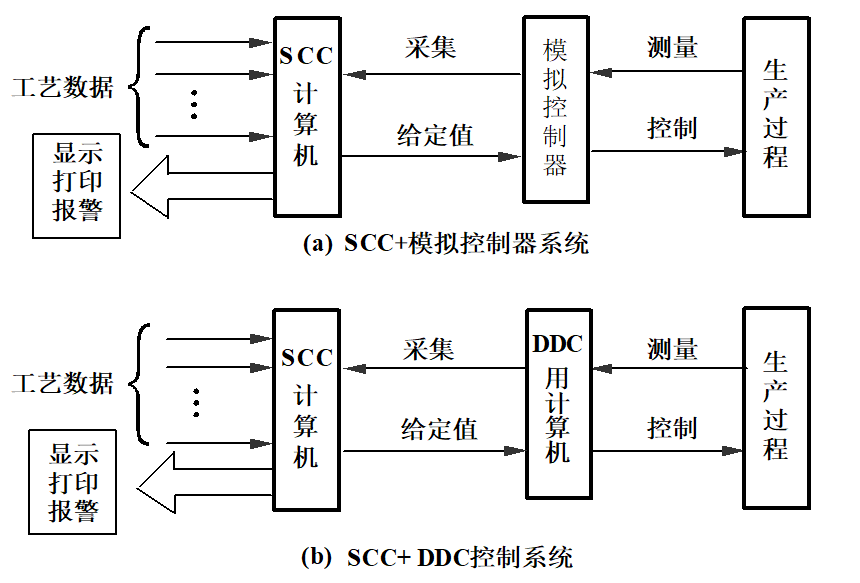 工艺数据
SCC
计算机
采集
给定值
模拟控制器
测量
控制
生产过程
显示
打印
报警
(a) SCC+模拟控制器系统
工艺数据
SCC
计算机
采集
给定值
DDC
用计算机
测量
控制
生产过程
显示
打印
报警
(b) SCC+ DDC控制系统